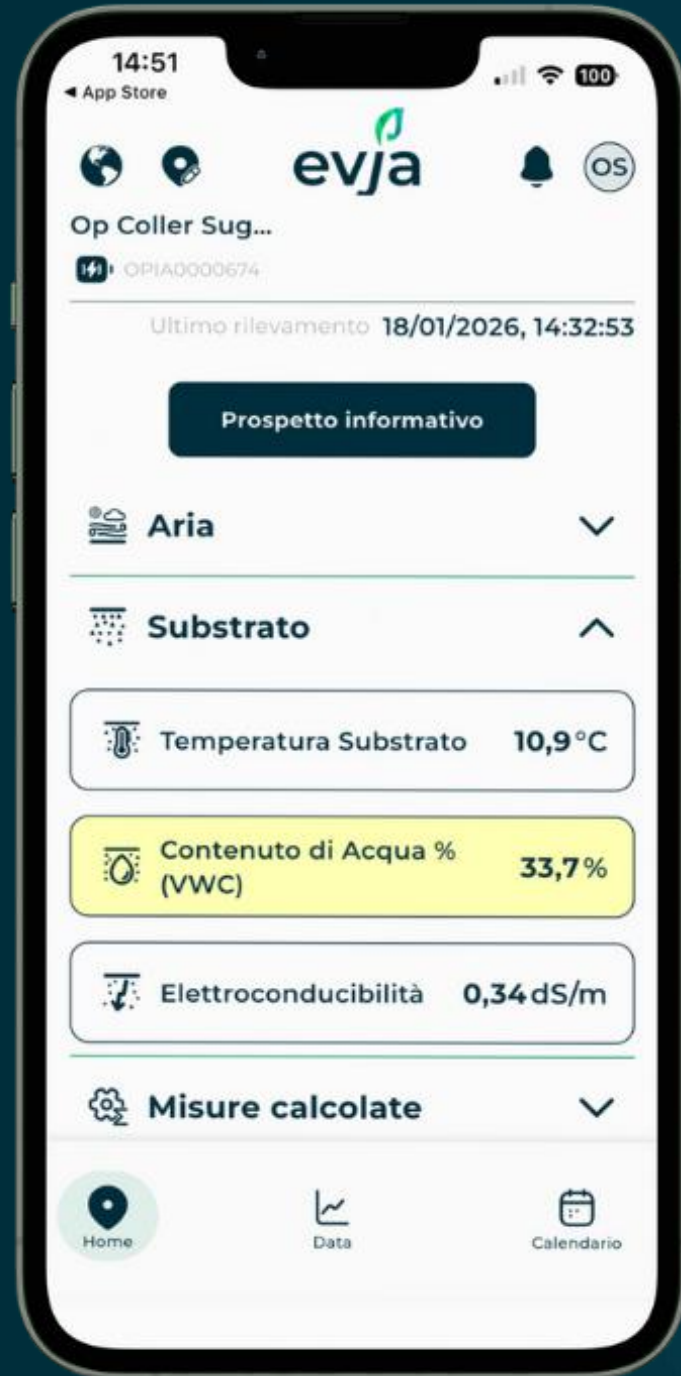 14:51
100
◀ App Store
evja
OS
Op Coller Sug...
OPIA0000674
Ultimo rilevamento 18/01/2026, 14:32:53
Prospetto informativo
Aria
Substrato
Temperatura Substrato 10,9 °C
Contenuto di Acqua %
(VWC) 33,7 %
Elettroconducibilità 0,34 dS/m
Misure calcolate
Home
Data
Calendario